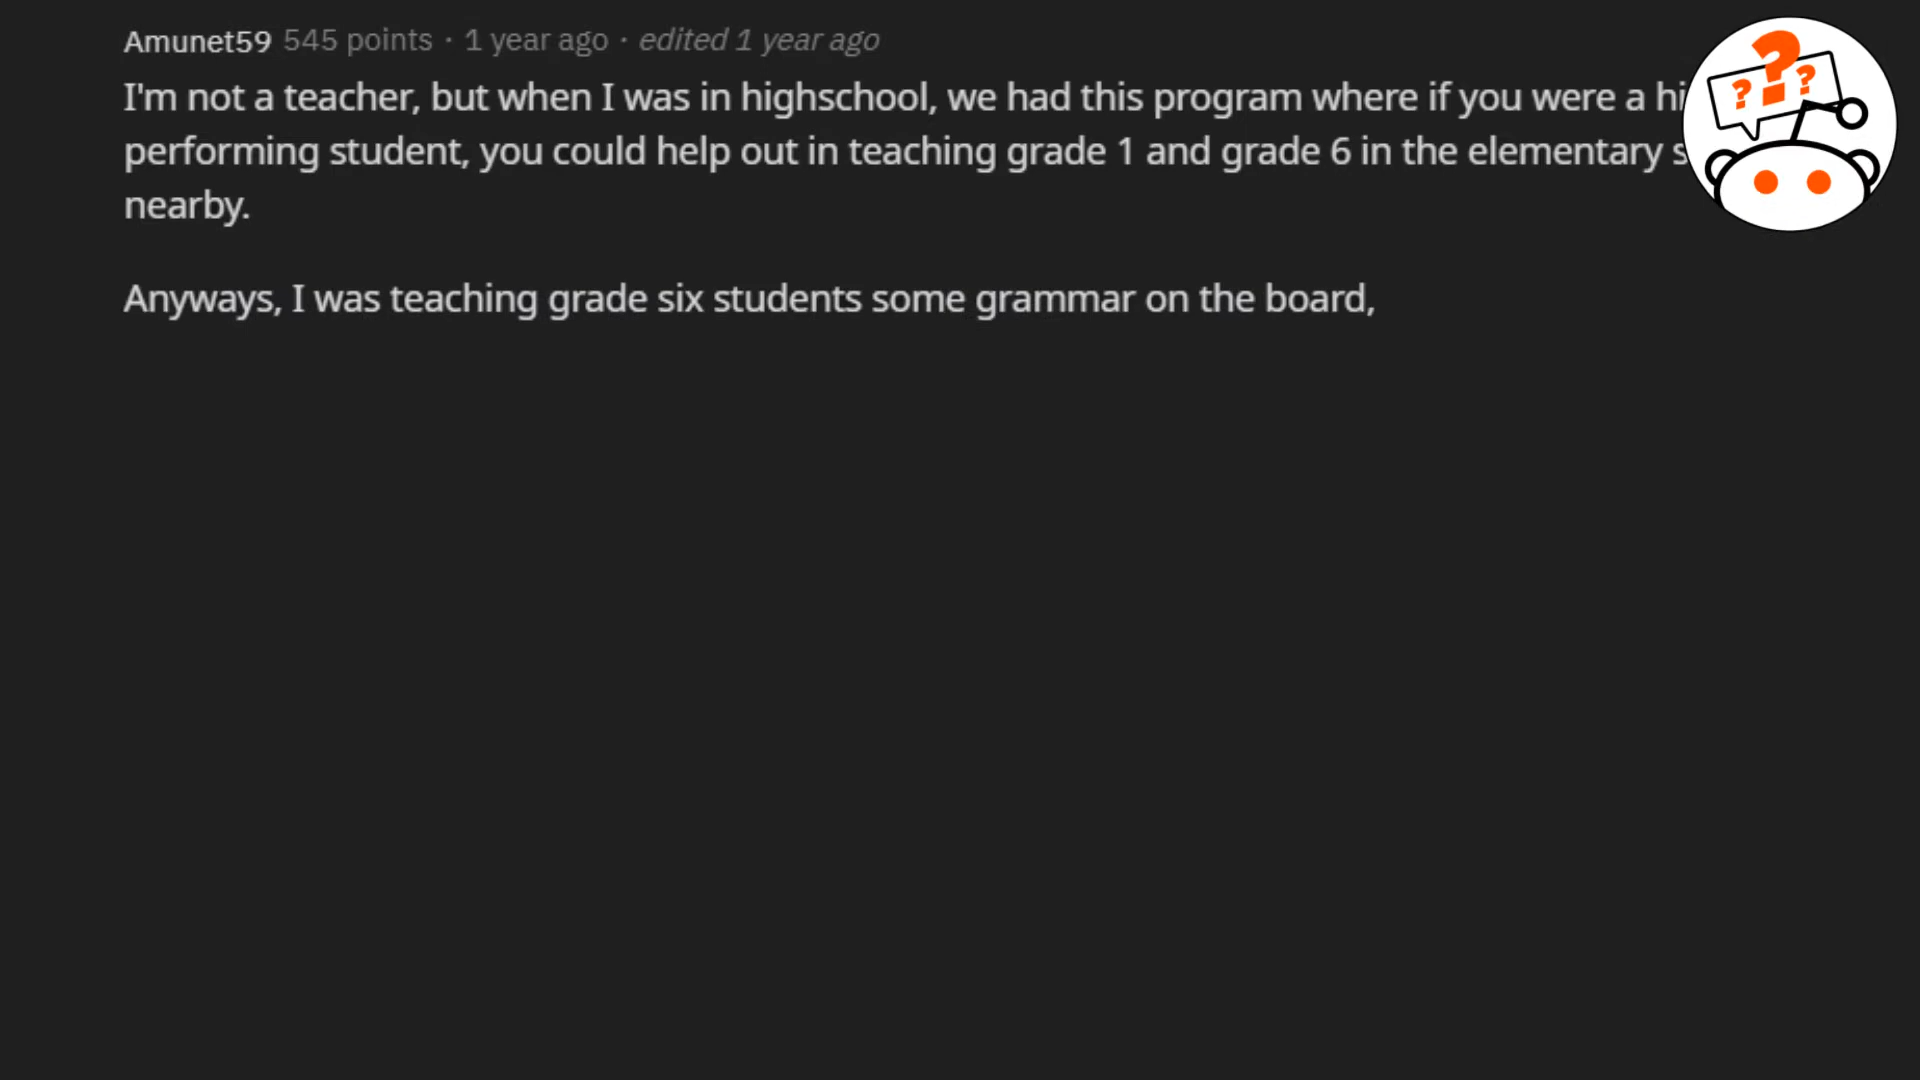 Amunet59 545 points · 1 year ago · edited 1 year ago
I'm not a teacher, but when I was in highschool, we had this program where if you were a
performing student, you could help out in teaching grade 1 and grade 6 in the elementary
nearby.
Anyways, I was teaching grade six students some grammar on the board,
? ? ?